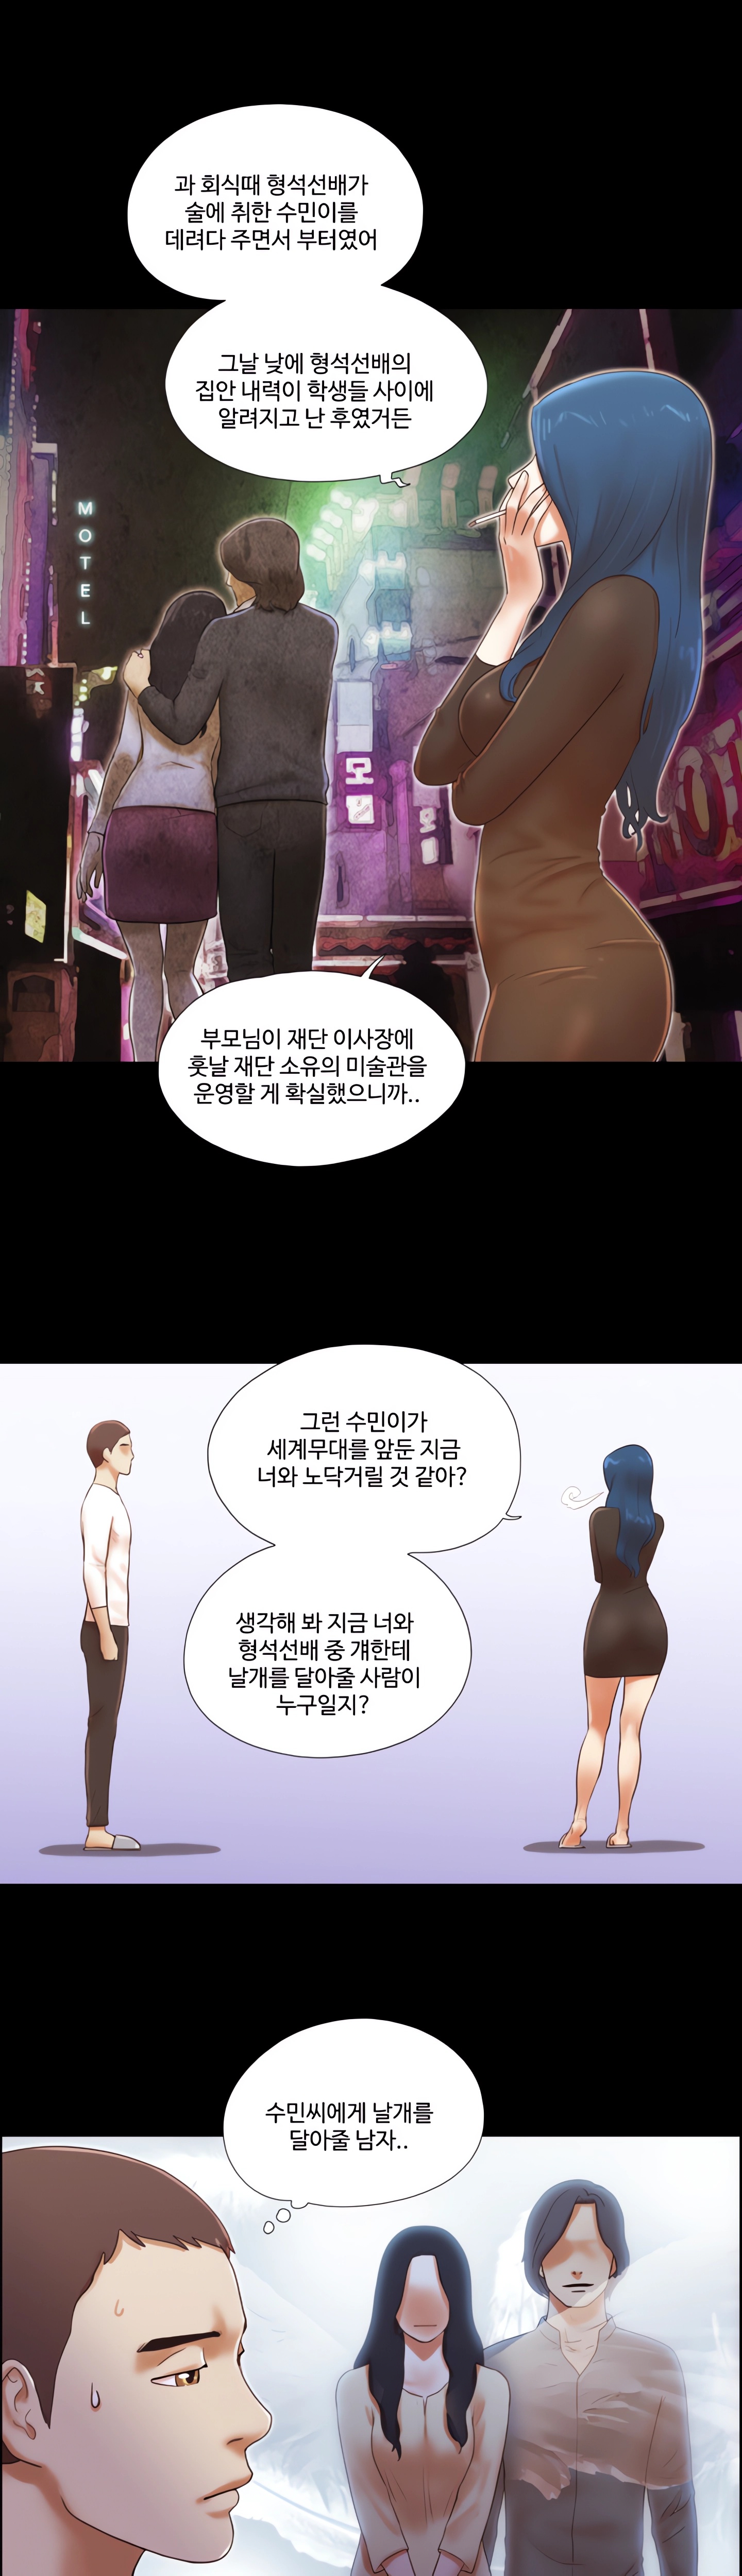 과 회식때 형석선배가
술에 취한 수민이를
데려다 주면서 부터였어
그날 낮에 형석선배의
집안 내력이 학생들 사이에
알려지고 난 후였거든
MOTEL
모
텔
부모님이 재단 이사장에
훗날 재단 소유의 미술관을
운영할 게 확실했으니까..
그런 수민이가
세계무대를 앞둔 지금
너와 노닥거릴 것 같아?
생각해 봐 지금 너와
형석선배 중 걔한테
날개를 달아줄 사람이
누구일지?
수민씨에게 날개를
달아줄 남자..